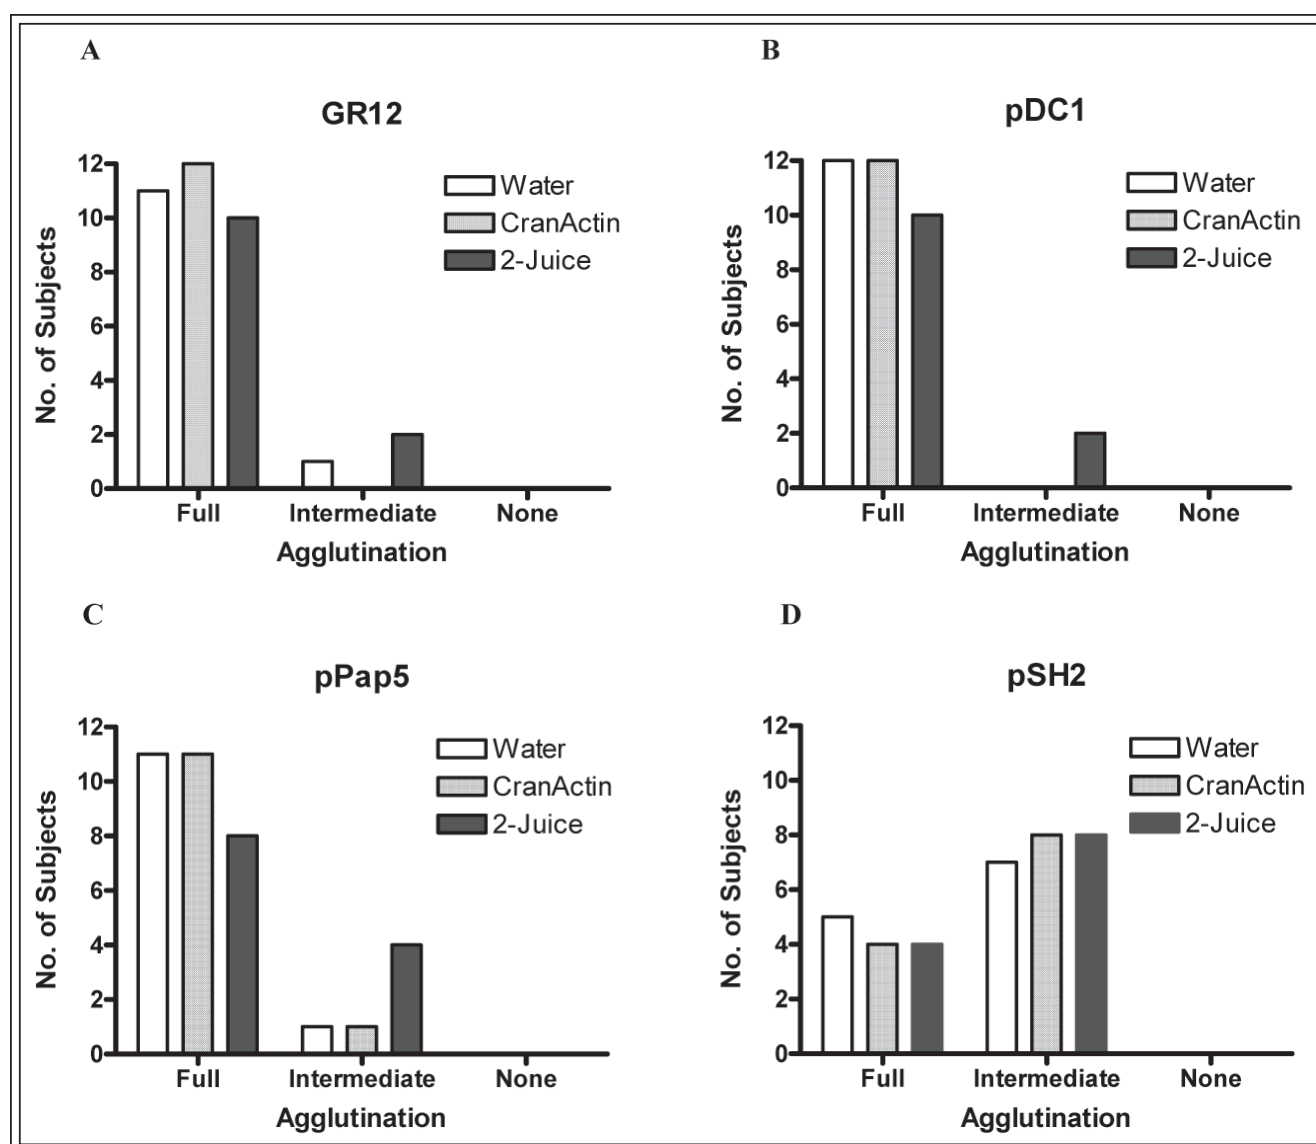 A
GR12
12
10
8
6
4
2
0
No. of Subjects
Water
CranActin
2-Juice
Full Intermediate None
Agglutination
B
pDC1
12
10
8
6
4
2
0
No. of Subjects
Water
CranActin
2-Juice
Full Intermediate None
Agglutination
C
pPap5
12
10
8
6
4
2
0
No. of Subjects
Water
CranActin
2-Juice
Full Intermediate None
Agglutination
D
pSH2
12
10
8
6
4
2
0
No. of Subjects
Water
CranActin
2-Juice
Full Intermediate None
Agglutination